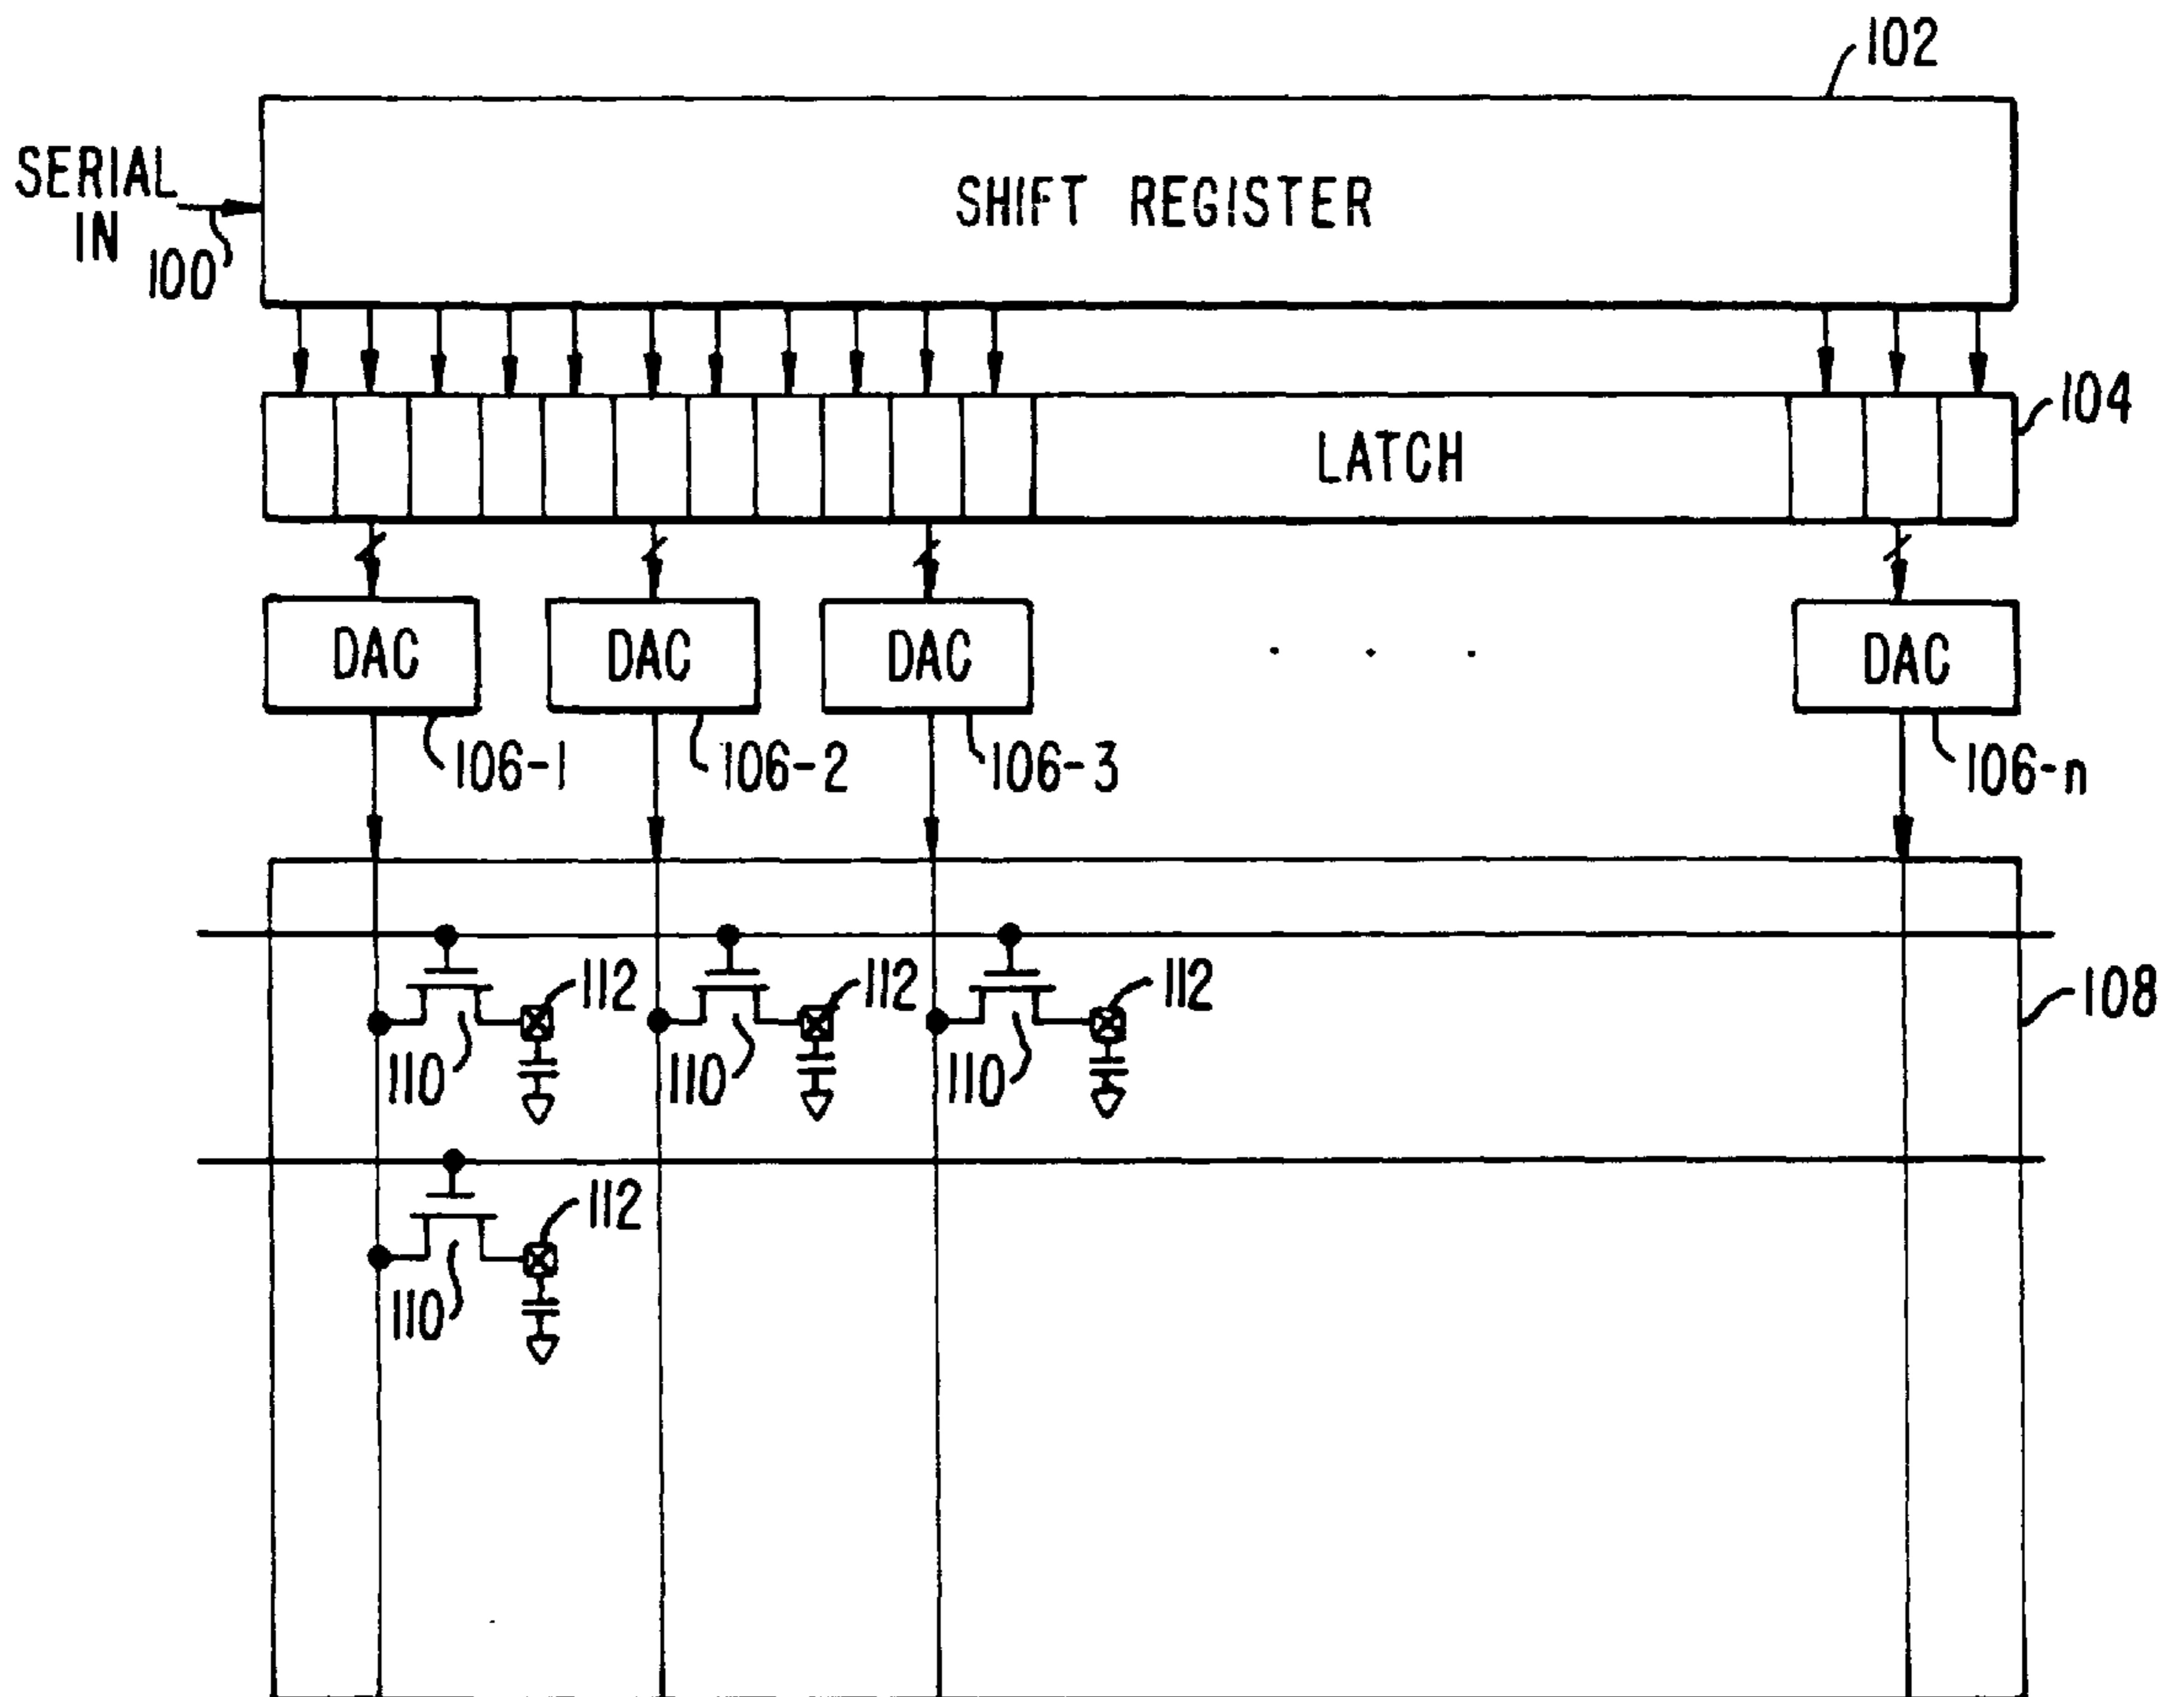 102
SERIAL
IN
100
SHIFT REGISTER
104
LATCH
DAC
DAC
DAC
. . .
DAC
106-1
106-2
106-3
106-n
112
112
112
108
110
110
110
112
110